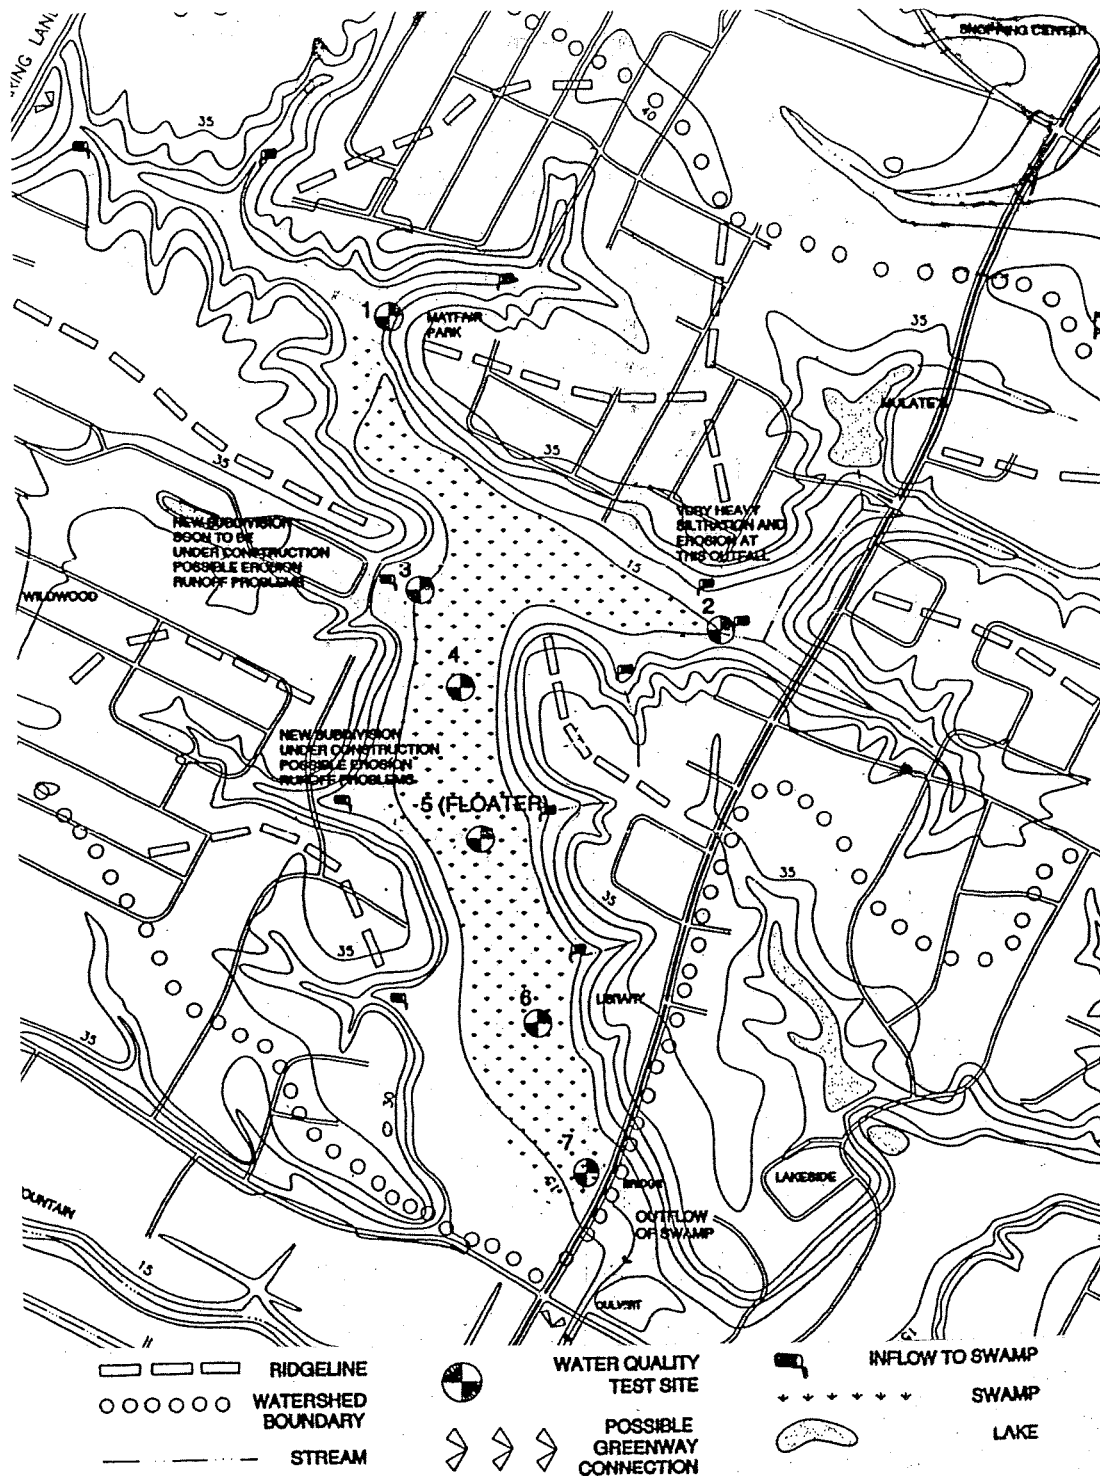 SHOPPING CENTER
35
40
1
MAYFAIR
PARK
35
MULATE'S
35
35
VERY HEAVY
SILTRATION AND
EROSION AT
THIS OUTFALL
NEW SUBDIVISION
SOON TO BE
UNDER CONSTRUCTION
POSSIBLE EROSION
RUNOFF PROBLEMS
15
3
WILDWOOD
2
4
NEW SUBDIVISION
UNDER CONSTRUCTION
POSSIBLE EROSION
RUNOFF PROBLEMS
5 (FLOATER)
35
35
35
6
LIBRARY
35
30
7
BRIDGE
LAKESIDE
OUTFLOW
OF SWAMP
15
CULVERT
RIDGELINE
WATERSHED
BOUNDARY
STREAM
WATER QUALITY
TEST SITE
POSSIBLE
GREENWAY
CONNECTION
INFLOW TO SWAMP
SWAMP
LAKE